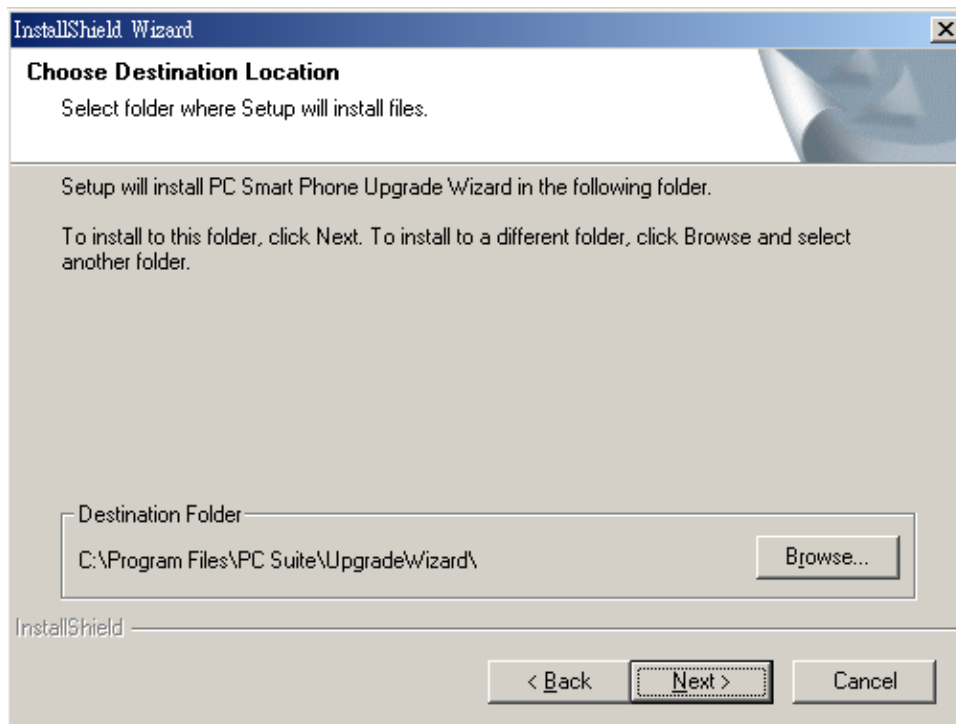 InstallShield Wizard
Choose Destination Location
Select folder where Setup will install files.
Setup will install PC Smart Phone Upgrade Wizard in the following folder.
To install to this folder, click Next. To install to a different folder, click Browse and select
another folder.
Destination Folder
C:\Program Files\PC Suite\UpgradeWizard\
Browse...
InstallShield
< Back
Next >
Cancel